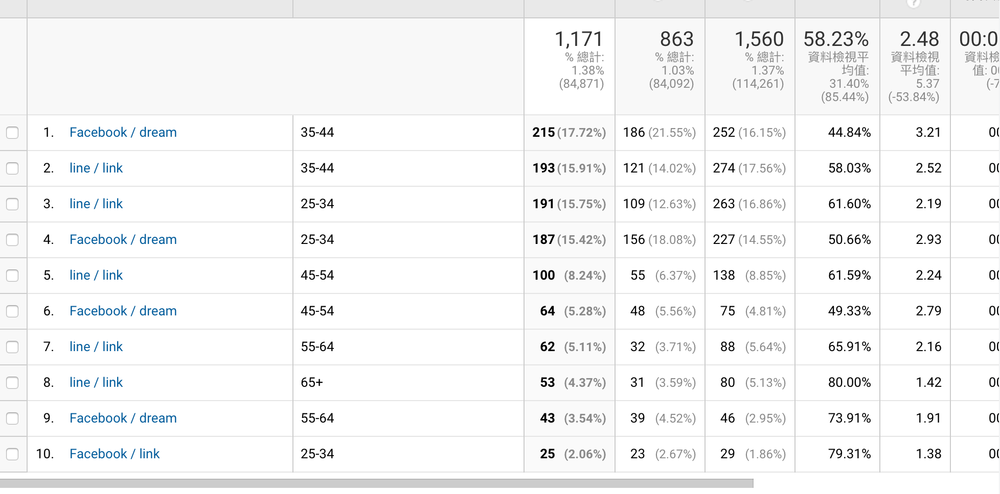 ?
1,171 863 1,560 58.23% 2.48 00:0
% 總計: % 總計: % 總計: 資料檢視平 資料檢視 資料檢
1.38% 1.03% 1.37% 均值: 平均值: 值: 0
(84,871) (84,092) (114,261) 31.40% 5.37 (-7
(85.44%) (-53.84%)
1. Facebook / dream 35-44 215 (17.72%) 186 (21.55%) 252 (16.15%) 44.84% 3.21 00
2. line / link 35-44 193 (15.91%) 121 (14.02%) 274 (17.56%) 58.03% 2.52 00
3. line / link 25-34 191 (15.75%) 109 (12.63%) 263 (16.86%) 61.60% 2.19 00
4. Facebook / dream 25-34 187 (15.42%) 156 (18.08%) 227 (14.55%) 50.66% 2.93 00
5. line / link 45-54 100 (8.24%) 55 (6.37%) 138 (8.85%) 61.59% 2.24 00
6. Facebook / dream 45-54 64 (5.28%) 48 (5.56%) 75 (4.81%) 49.33% 2.79 00
7. line / link 55-64 62 (5.11%) 32 (3.71%) 88 (5.64%) 65.91% 2.16 00
8. line / link 65+ 53 (4.37%) 31 (3.59%) 80 (5.13%) 80.00% 1.42 00
9. Facebook / dream 55-64 43 (3.54%) 39 (4.52%) 46 (2.95%) 73.91% 1.91 00
10. Facebook / link 25-34 25 (2.06%) 23 (2.67%) 29 (1.86%) 79.31% 1.38 00